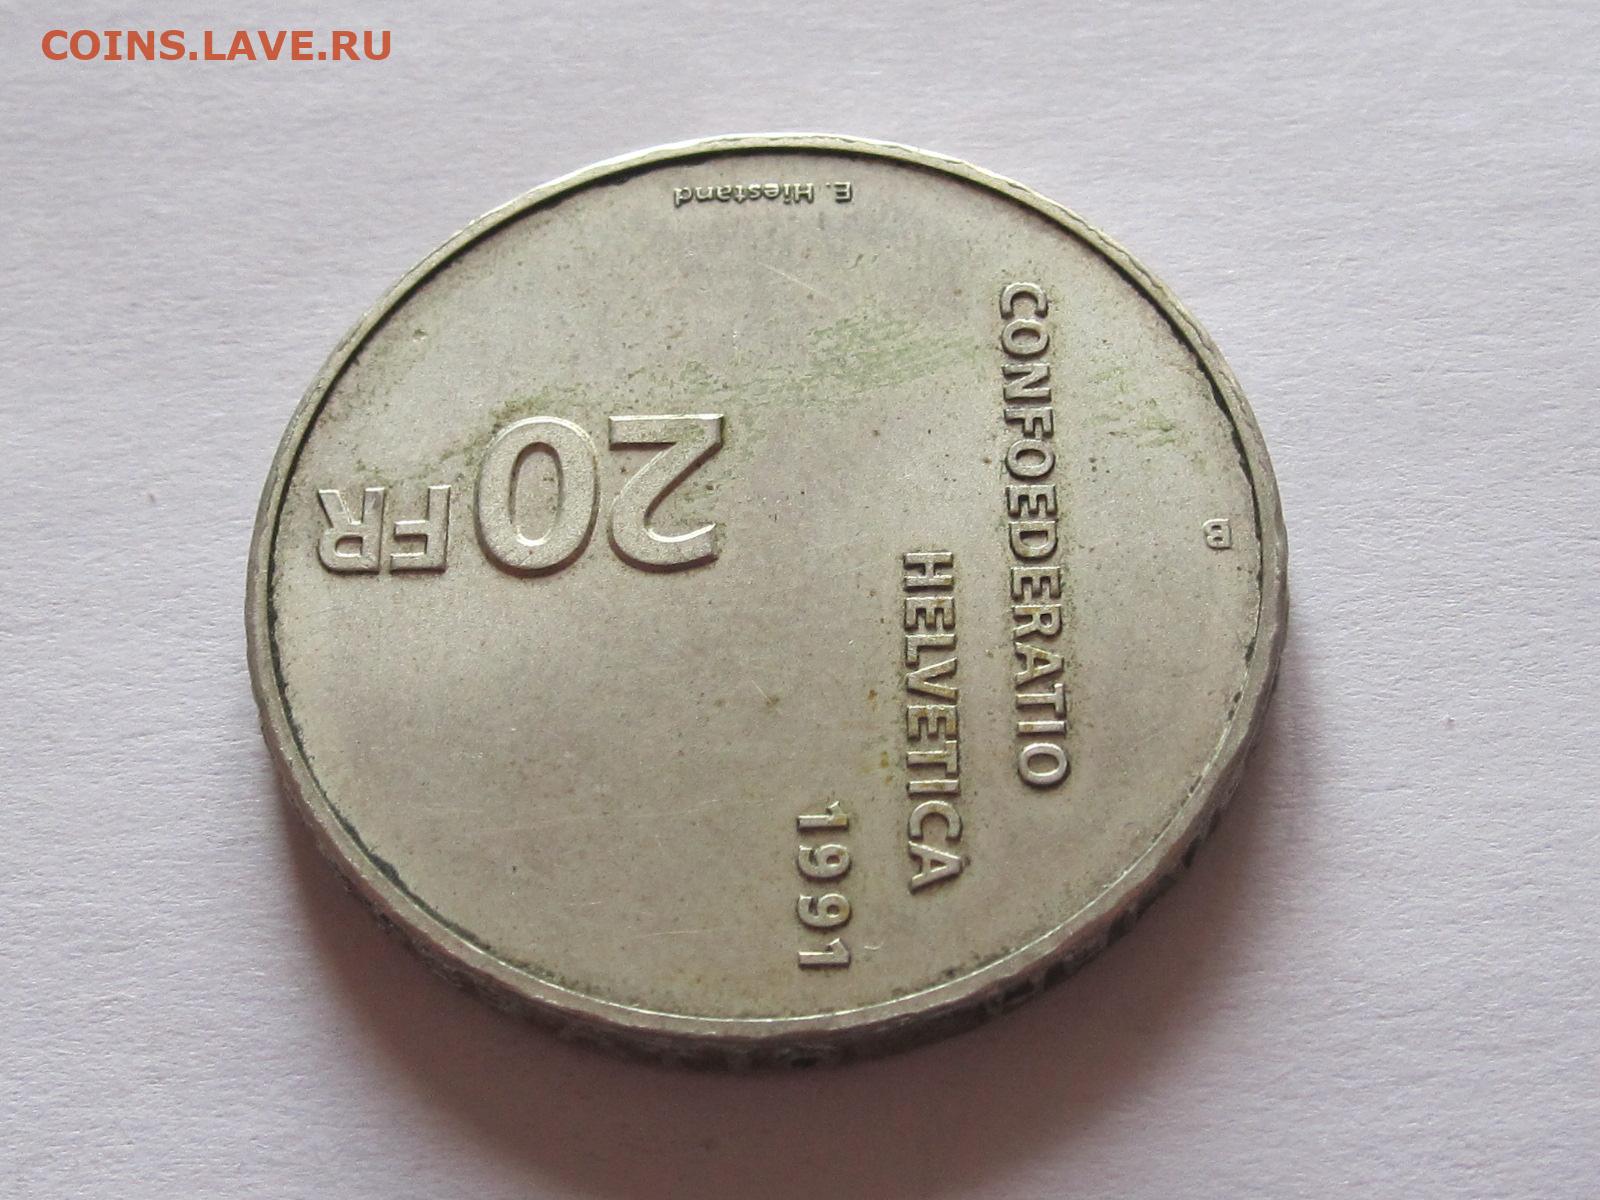 COINS.LAVE.RU
E. Hiestand
CONFOEDERATIO
HELVETICA
1991
20 FR
B